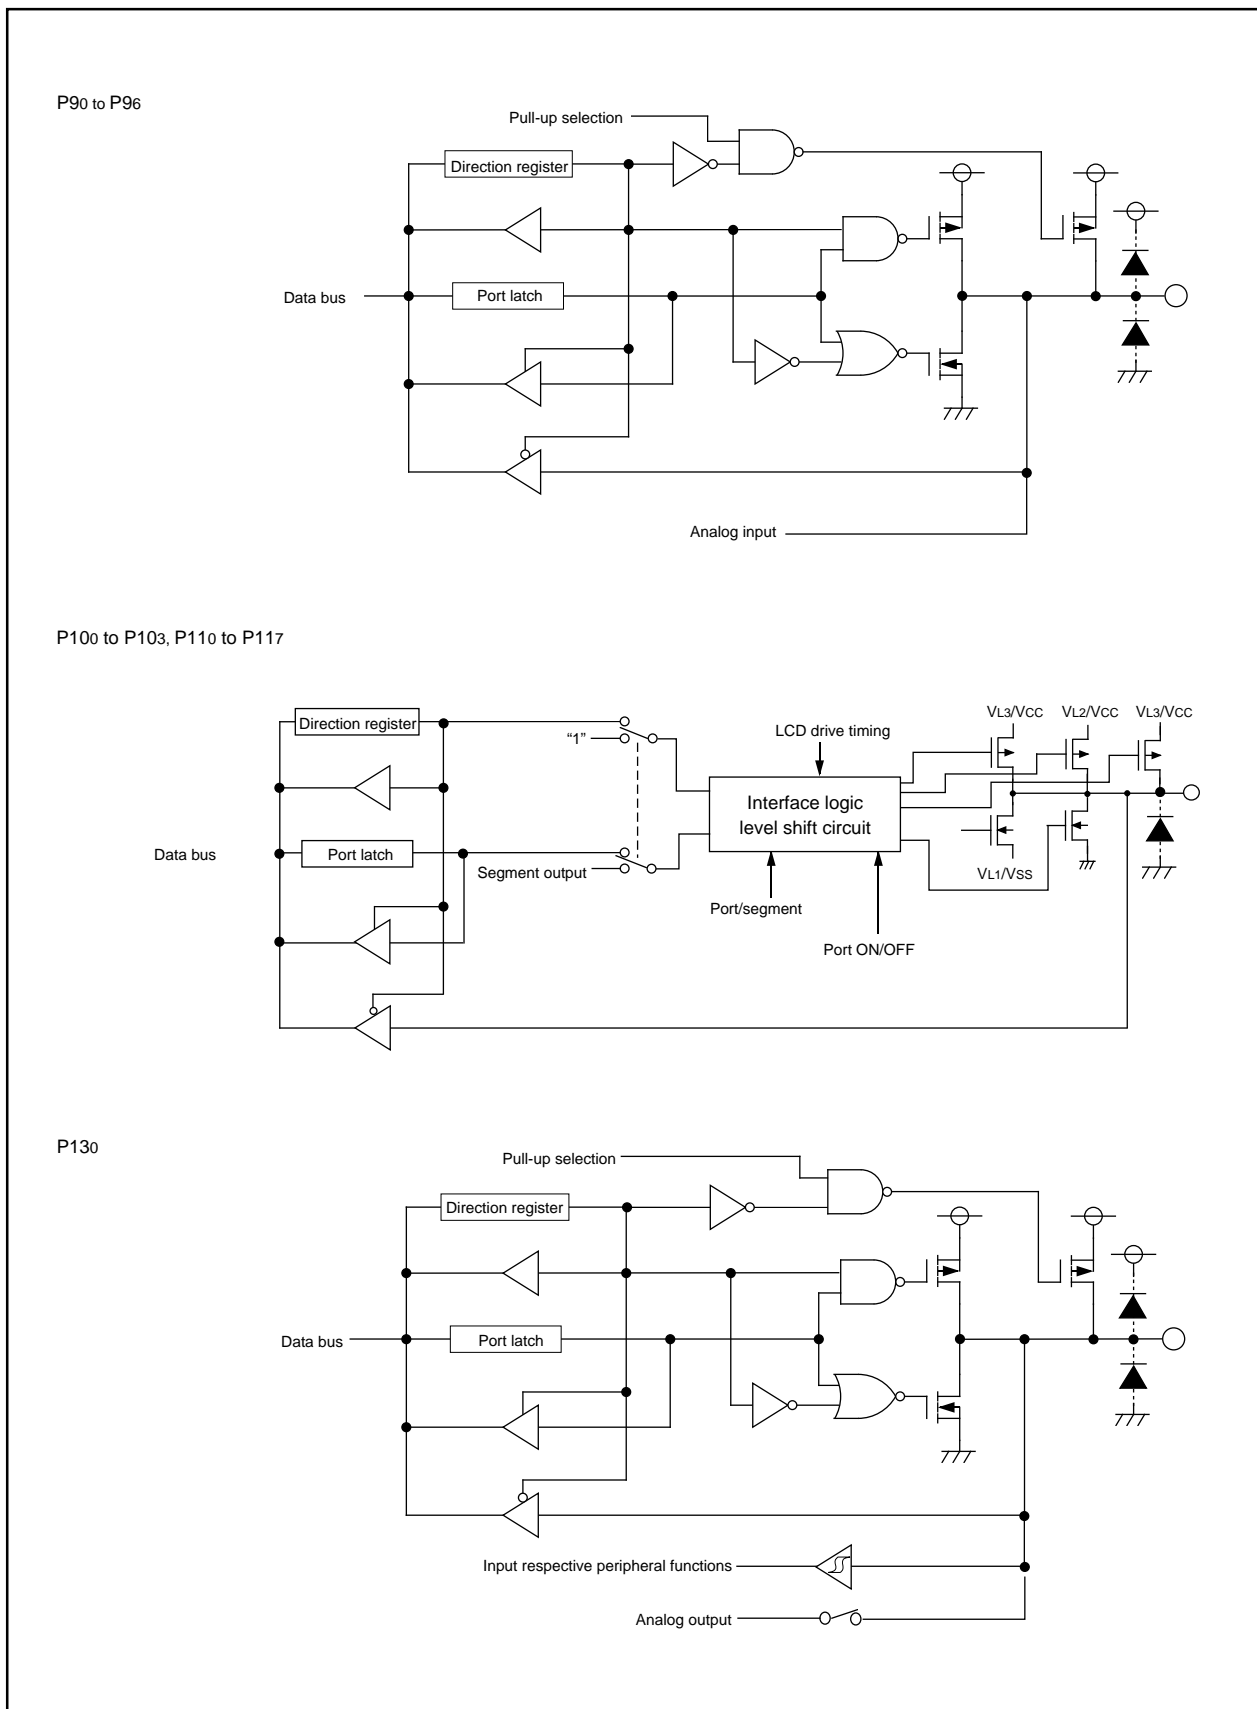 P90 to P96
Pull-up selection
Direction register
Data bus
Port latch
Analog input
P100 to P103, P110 to P117
Direction register
"1"
LCD drive timing
VL3/VCC
VL2/VCC
VL3/VCC
Interface logic
level shift circuit
Data bus
Port latch
Segment output
VL1/VSS
Port/segment
Port ON/OFF
P130
Pull-up selection
Direction register
Data bus
Port latch
Input respective peripheral functions
Analog output